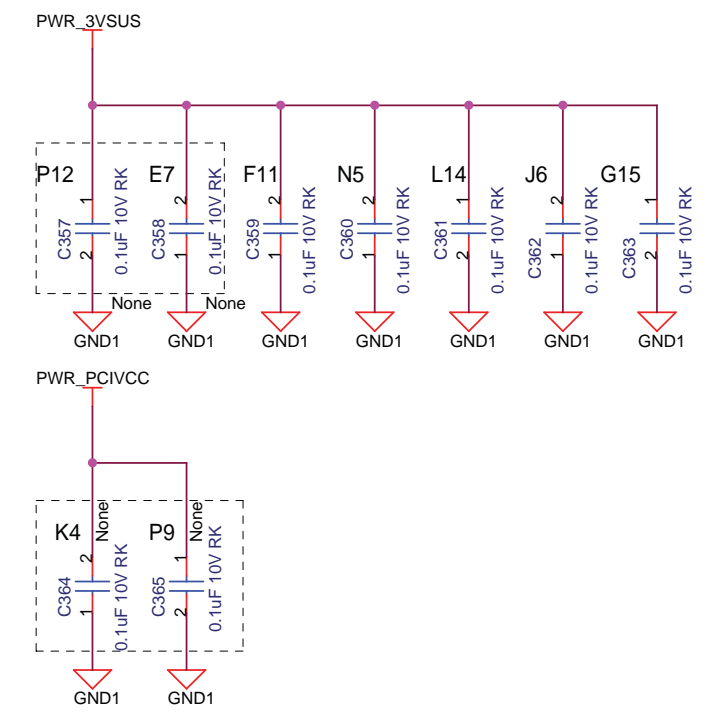 PWR_3VSUS
P12
E7
F11
N5
L14
J6
G15
1
C357
2
0.1uF 10V RK
2
C358
1
0.1uF 10V RK
2
C359
1
0.1uF 10V RK
2
C360
1
0.1uF 10V RK
1
C361
2
0.1uF 10V RK
2
C362
1
0.1uF 10V RK
1
C363
2
0.1uF 10V RK
None
None
GND1
GND1
GND1
GND1
GND1
GND1
GND1
PWR_PCIVCC
K4
None
P9
None
2
C364
1
0.1uF 10V RK
1
C365
2
0.1uF 10V RK
GND1
GND1